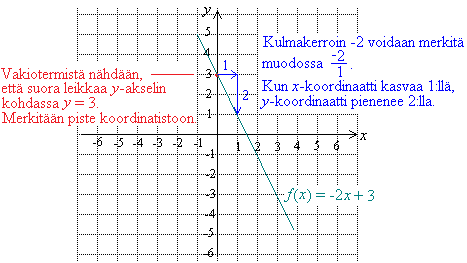 y
Kulmakerroin -2 voidaan merkitä
muodossa -2/1 .
Kun x-koordinaatti kasvaa 1:llä,
y-koordinaatti pienenee 2:lla.
Vakiotermistä nähdään,
että suora leikkaa y-akselin
kohdassa y = 3.
Merkitään piste koordinatistoon.
1
2
5
4
3
2
1
x
-6 -5 -4 -3 -2 -1 1 2 3 4 5 6
-1
-2
-3
-4
-5
-6
f(x) = -2x + 3